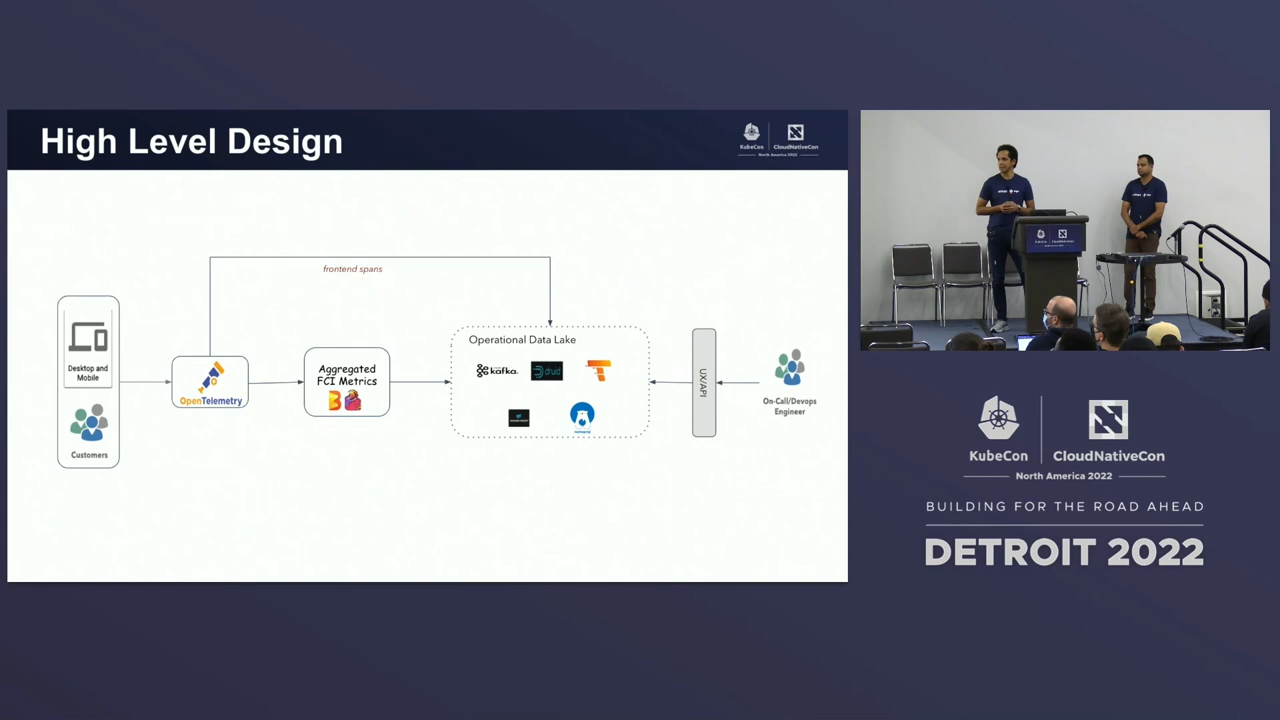 High Level Design
KubeCon
CloudNativeCon
North America 2022
frontend spans
Desktop and
Mobile
Customers
OpenTelemetry
Aggregated
FCI Metrics
Operational Data Lake
kafka
druid
UX/API
On-Call/Devops
Engineer
KubeCon
CloudNativeCon
North America 2022
BUILDING FOR THE ROAD AHEAD
DETROIT 2022